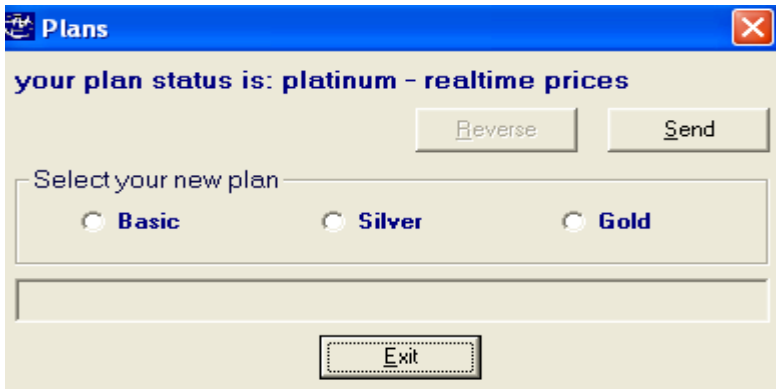 Plans
your plan status is: platinum - realtime prices
Reverse Send
Select your new plan
Basic Silver Gold
Exit